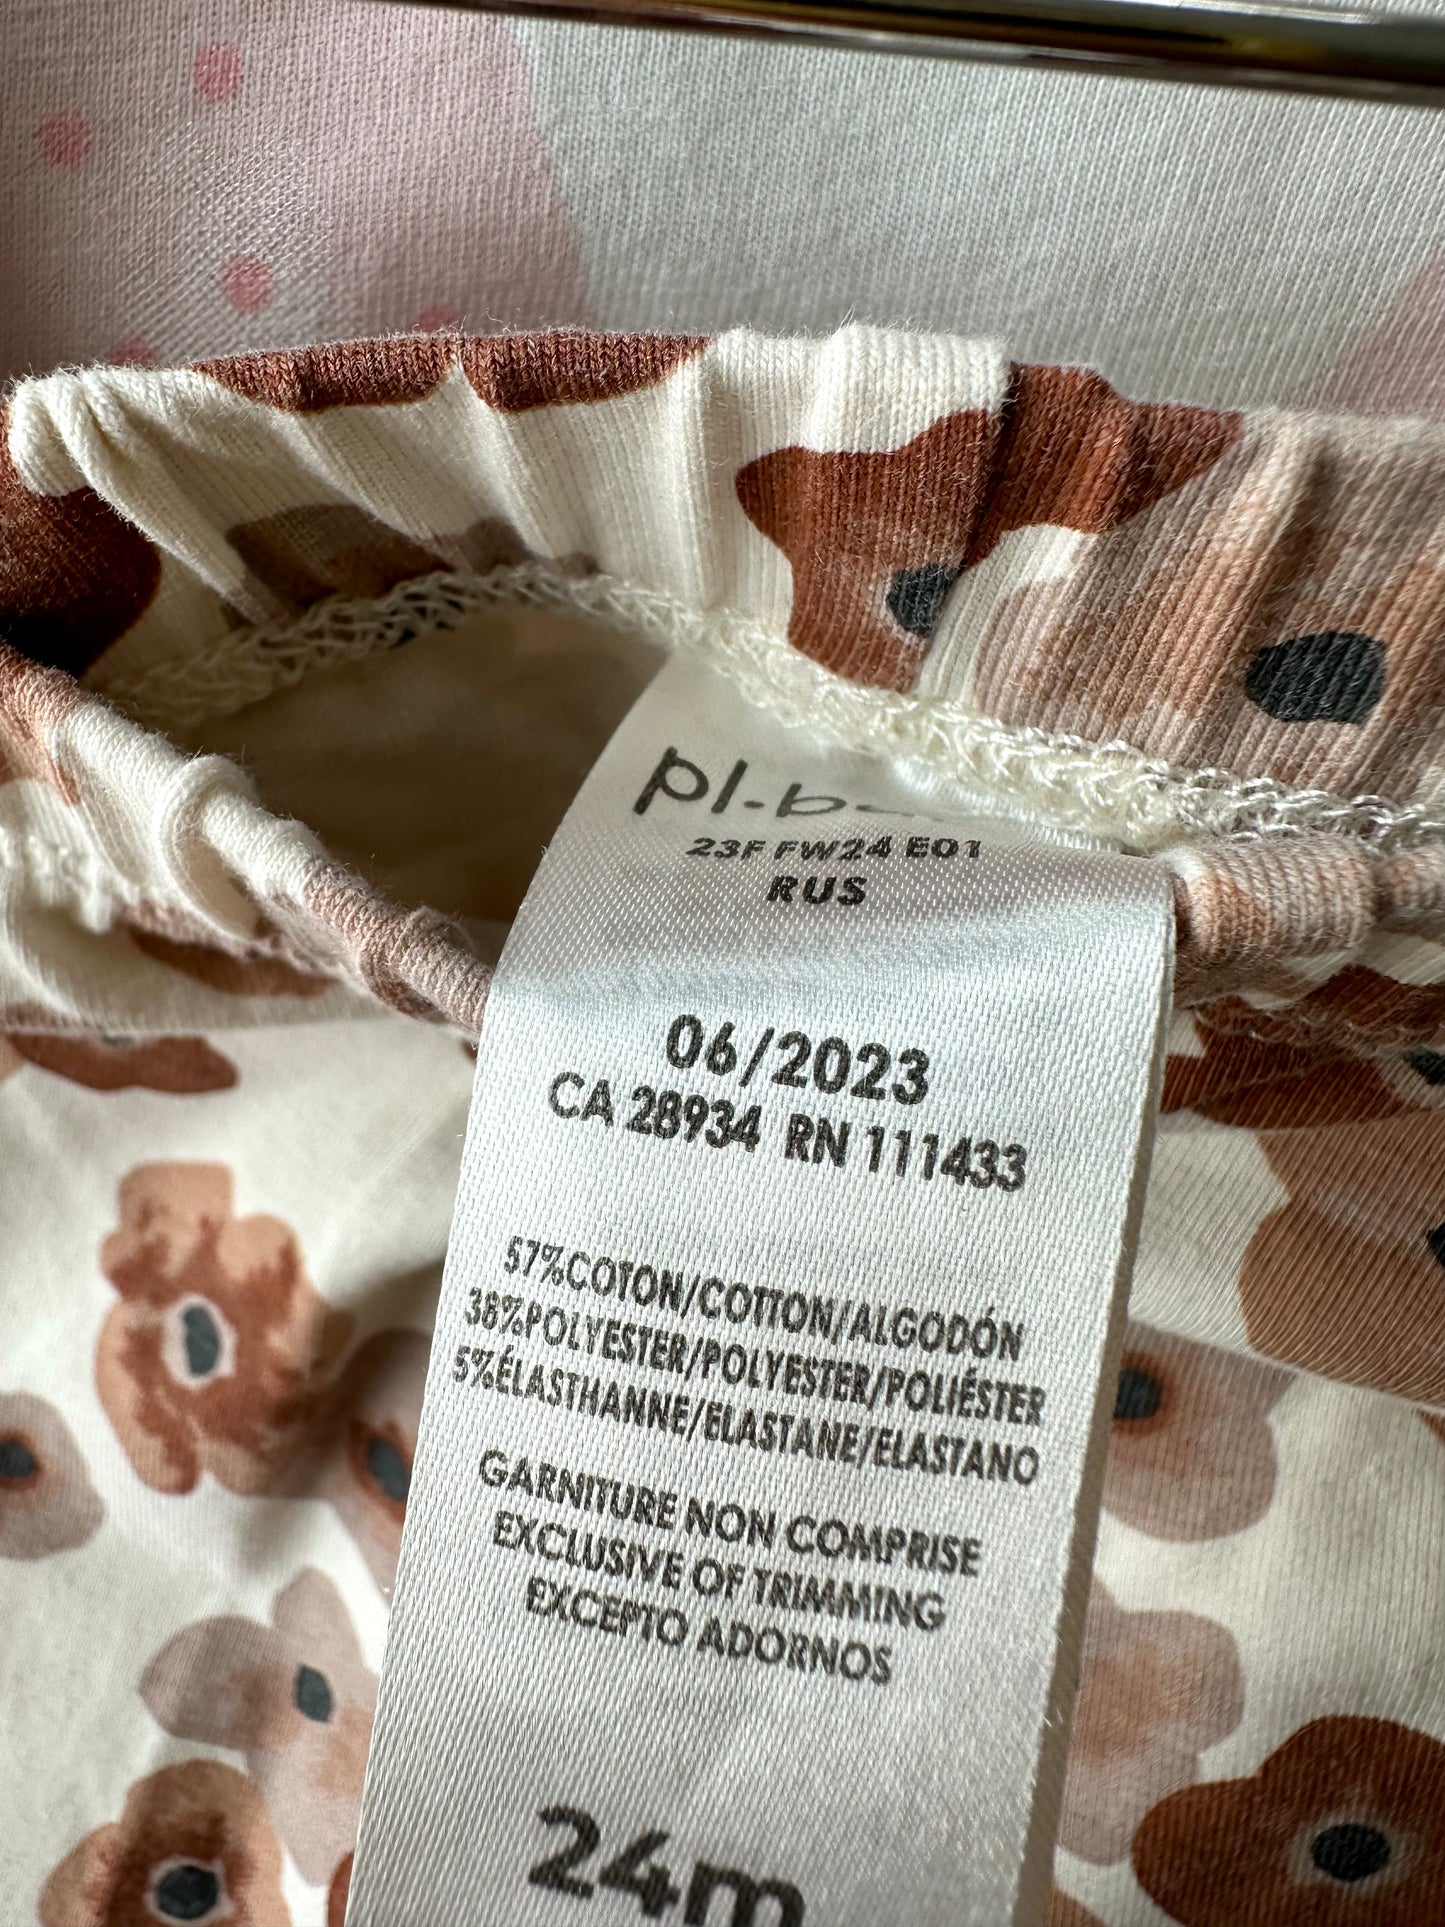 23F FW24 E01
RUS
06/2023
CA 28934 RN 111433
57%COTON/COTTON/ALGODÓN
38%POLYESTER/POLYESTER/POLIÉSTER
5%ÉLASTHANNE/ELASTANE/ELASTANO
GARNITURE NON COMPRISE
EXCLUSIVE OF TRIMMING
EXCEPTO ADORNOS
24m